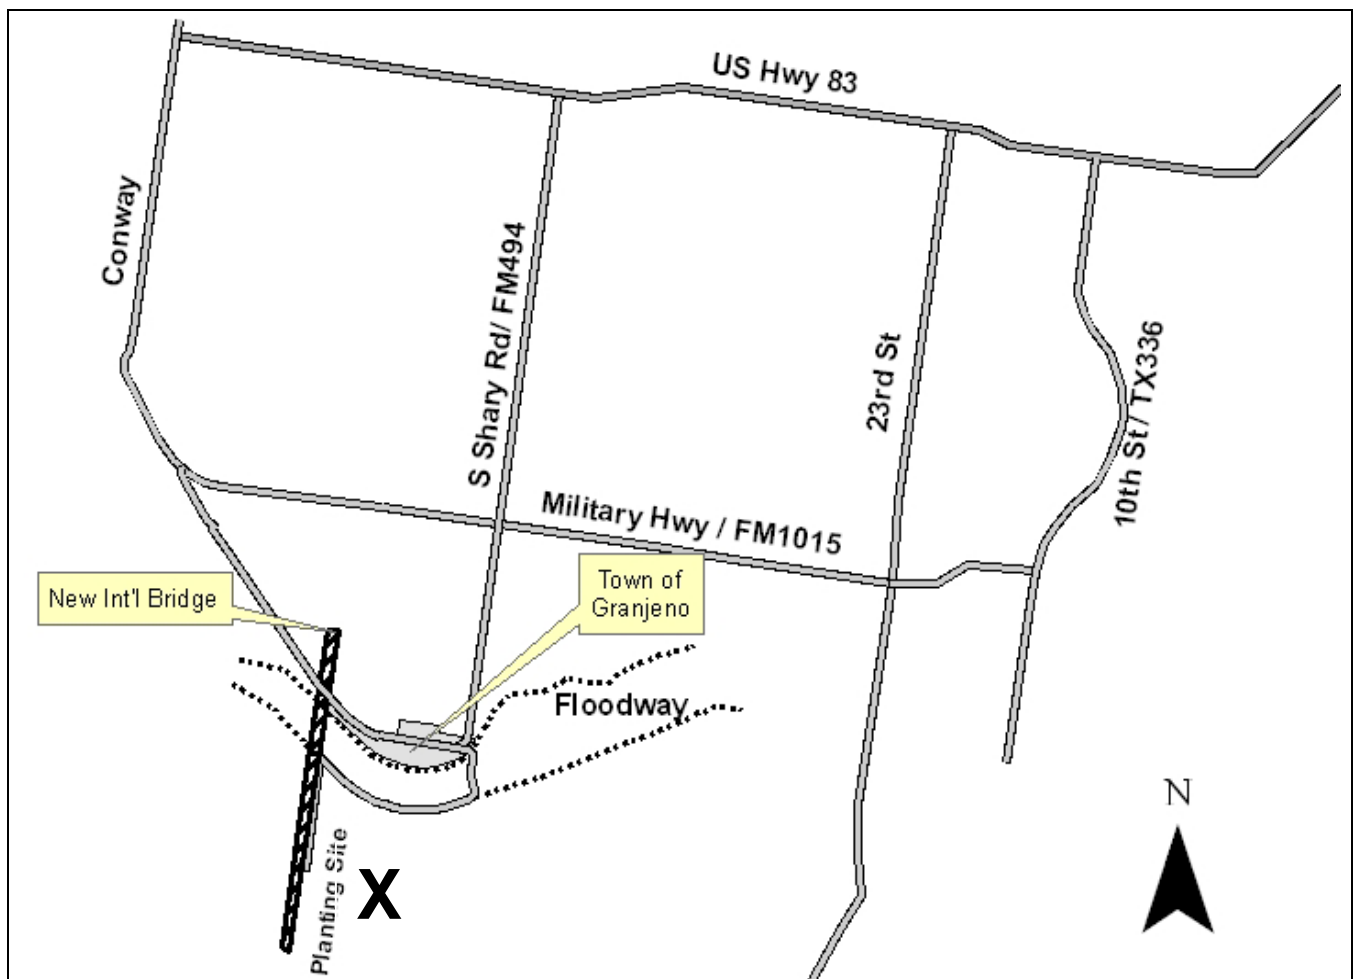 US Hwy 83
Conway
S Shary Rd/ FM494
23rd St
10th St / TX336
Military Hwy / FM1015
New Int'l Bridge
Town of
Granjeno
Floodway
Planting Site
X
N